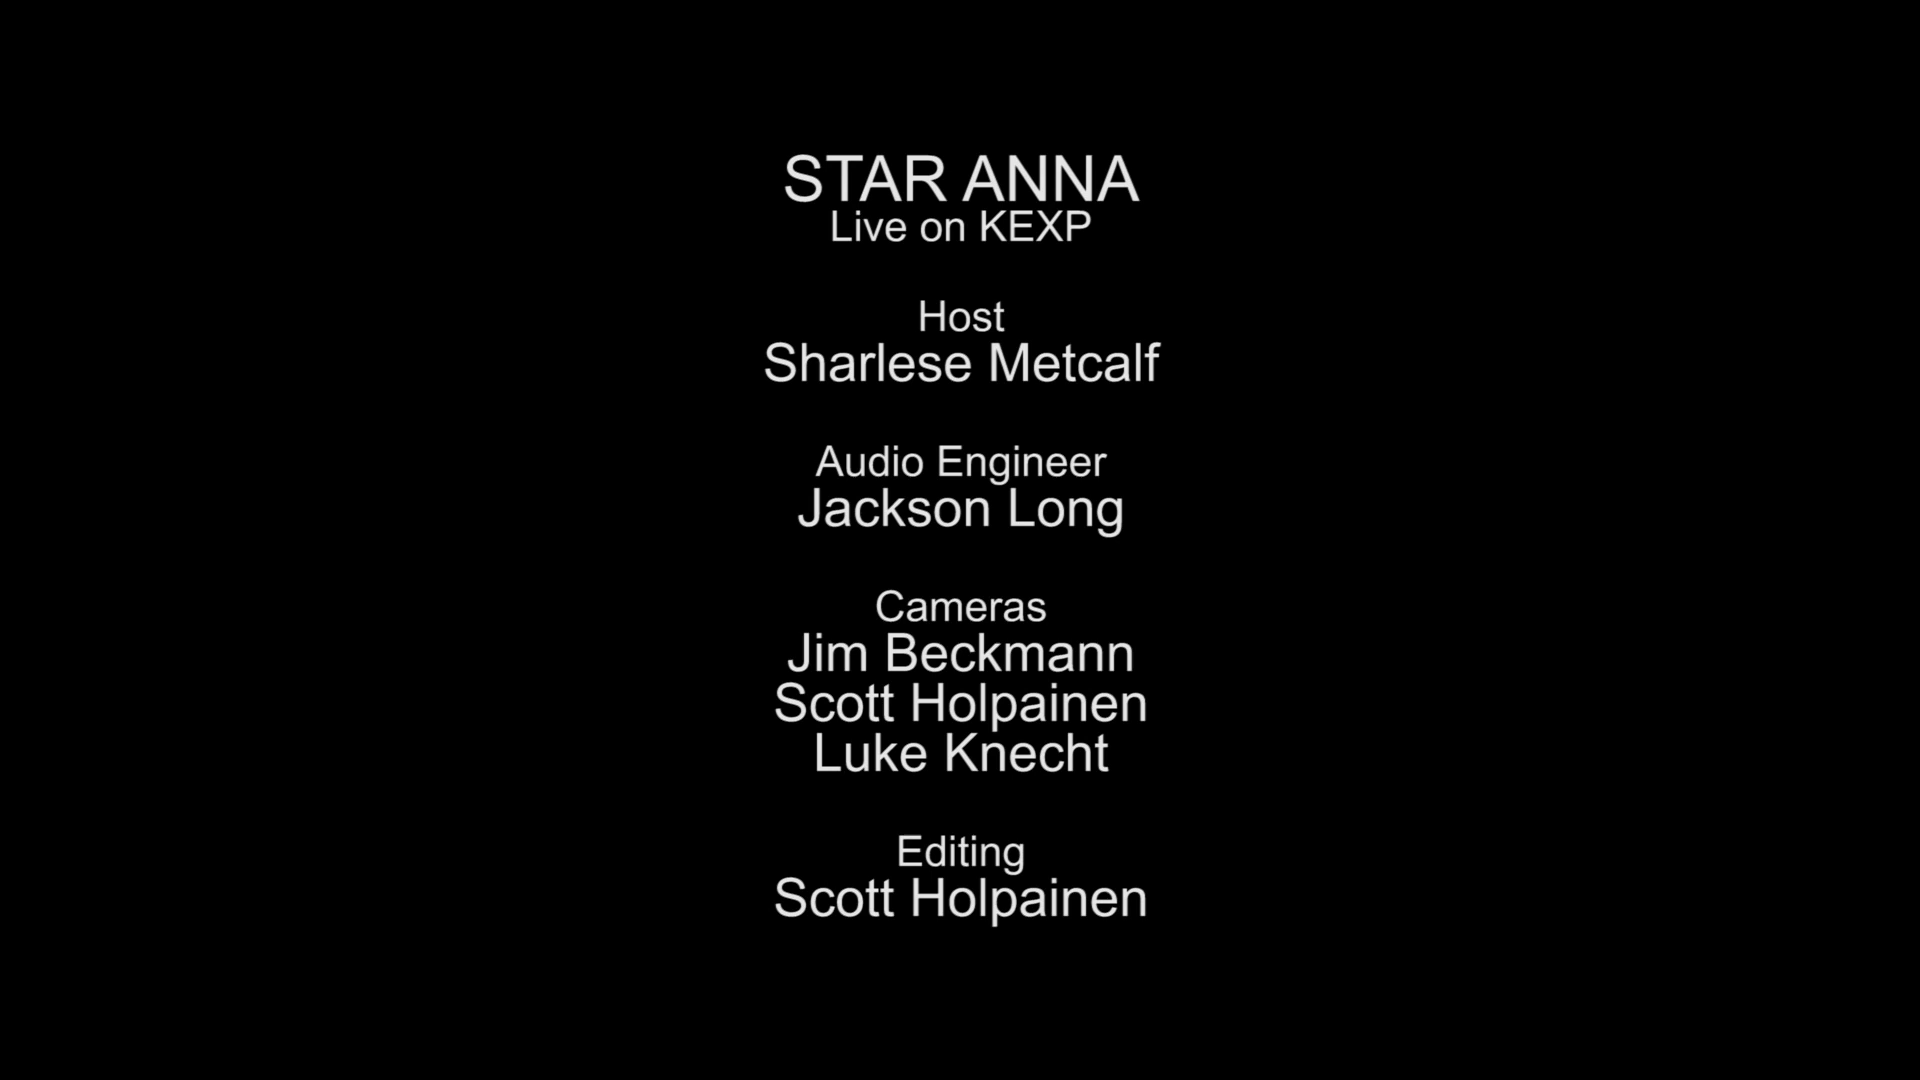 STAR ANNA
Live on KEXP
Host
Sharlese Metcalf
Audio Engineer
Jackson Long
Cameras
Jim Beckmann
Scott Holpainen
Luke Knecht
Editing
Scott Holpainen